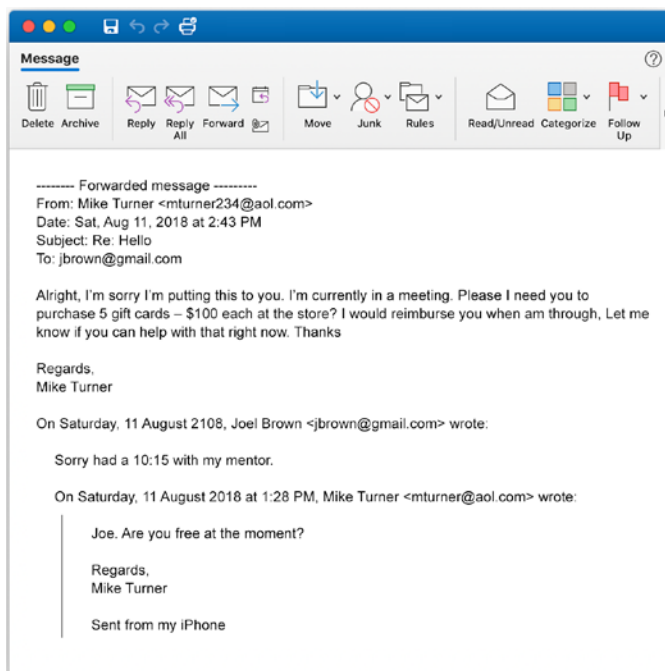 Message
Delete Archive Reply Reply All Forward Move Junk Rules Read/Unread Categorize Follow Up
-------- Forwarded message ---------
From: Mike Turner <mturner234@aol.com>
Date: Sat, Aug 11, 2018 at 2:43 PM
Subject: Re: Hello
To: jbrown@gmail.com
Alright, I'm sorry I'm putting this to you. I'm currently in a meeting. Please I need you to
purchase 5 gift cards – $100 each at the store? I would reimburse you when am through, Let me
know if you can help with that right now. Thanks
Regards,
Mike Turner
On Saturday, 11 August 2108, Joel Brown <jbrown@gmail.com> wrote:
Sorry had a 10:15 with my mentor.
On Saturday, 11 August 2018 at 1:28 PM, Mike Turner <mturner@aol.com> wrote:
Joe. Are you free at the moment?
Regards,
Mike Turner
Sent from my iPhone